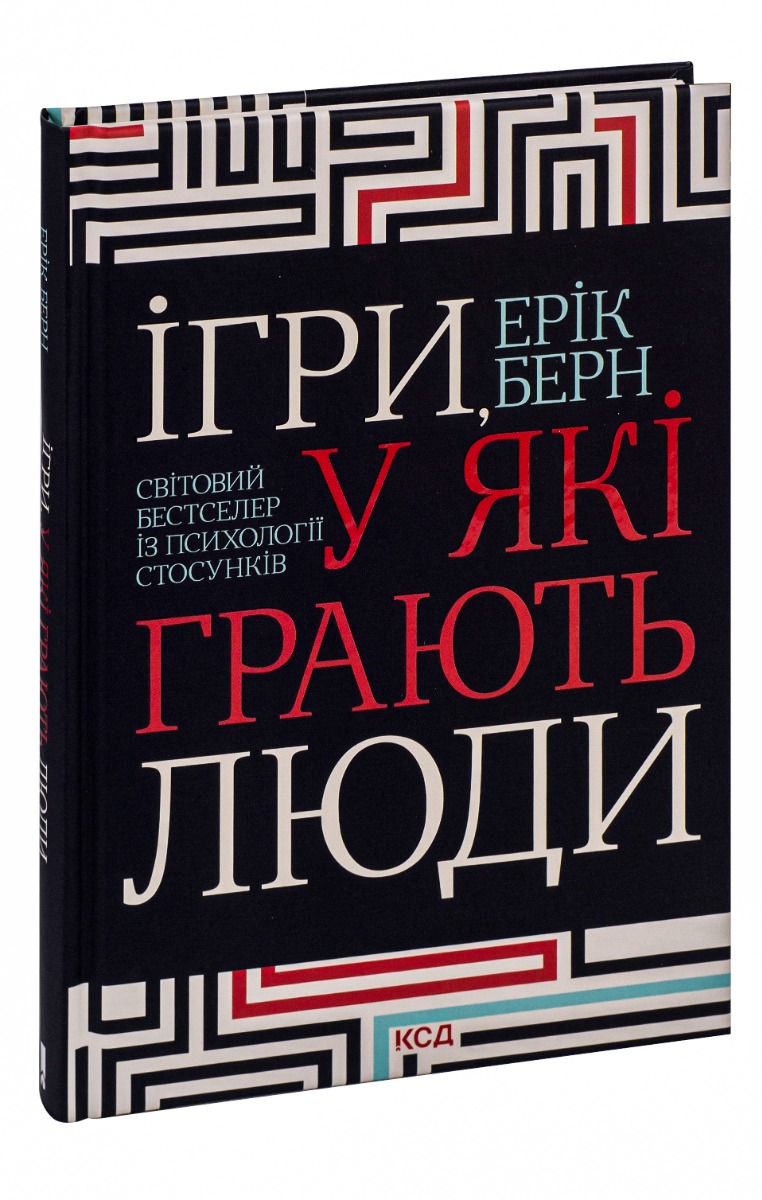 ІГРИ,
ЕРІК
БЕРН
У ЯКІ
СВІТОВИЙ
БЕСТСЕЛЕР
ІЗ ПСИХОЛОГІЇ
СТОСУНКІВ
ГРАЮТЬ
ЛЮДИ
КСД
ЕРІК БЕРН
ІГРИ, У ЯКІ ГРАЮТЬ ЛЮДИ